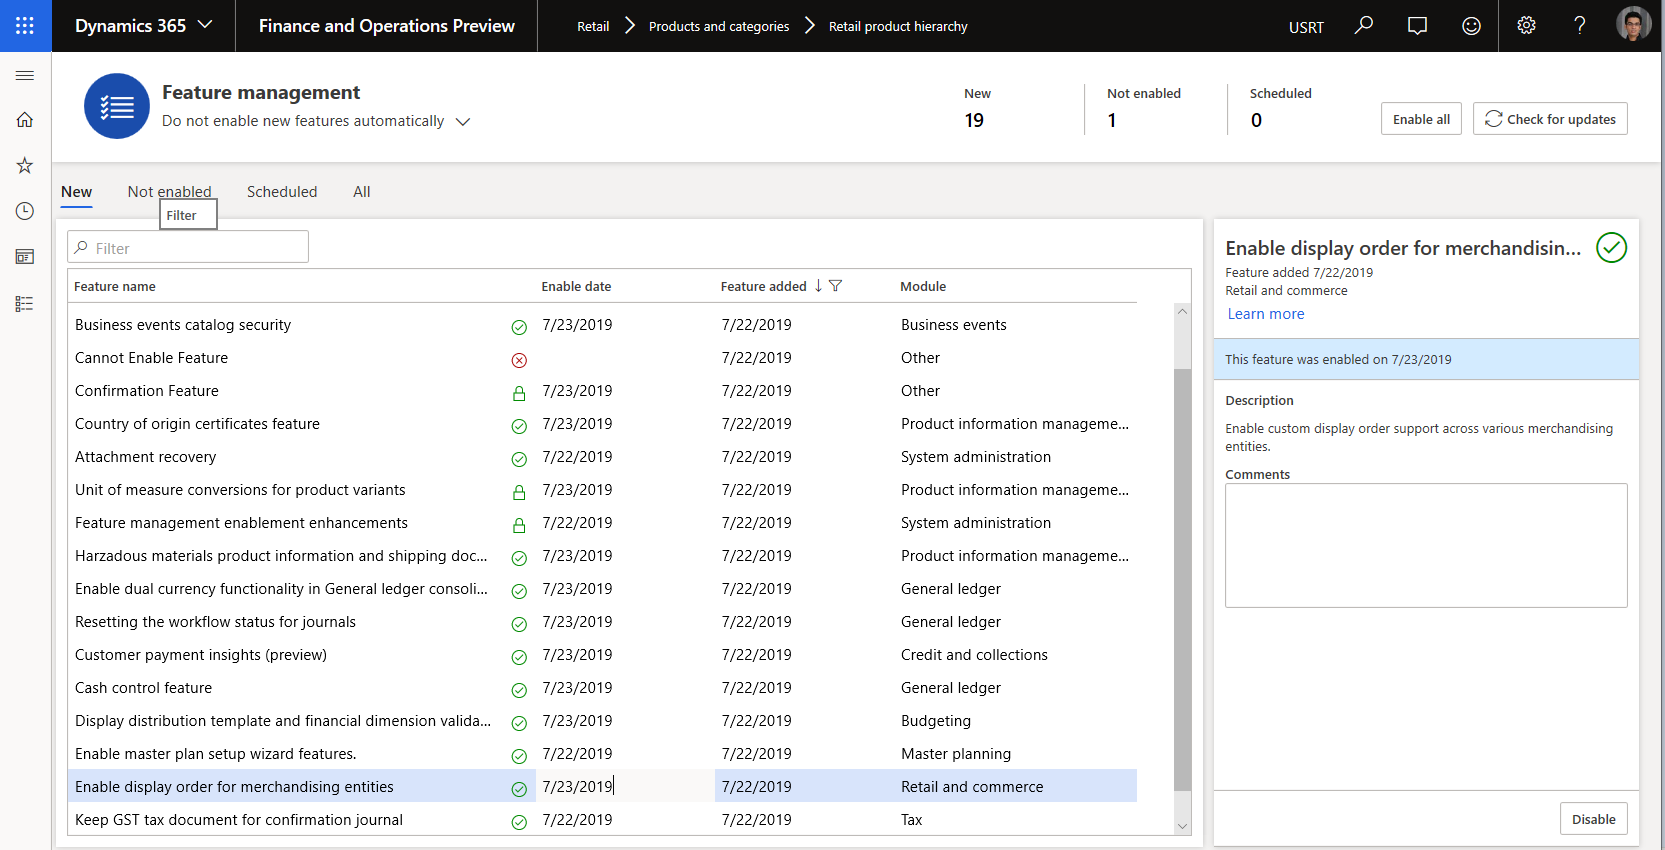 Dynamics 365
Finance and Operations Preview
Retail > Products and categories > Retail product hierarchy
USRT
Feature management
Do not enable new features automatically
New
19
Not enabled
1
Scheduled
0
Enable all
Check for updates
New Not enabled Scheduled All
Filter
Filter
Feature name Enable date Feature added Module
Business events catalog security 7/23/2019 7/22/2019 Business events
Cannot Enable Feature 7/22/2019 Other
Confirmation Feature 7/23/2019 7/22/2019 Other
Country of origin certificates feature 7/23/2019 7/22/2019 Product information manageme...
Attachment recovery 7/22/2019 7/22/2019 System administration
Unit of measure conversions for product variants 7/23/2019 7/22/2019 Product information manageme...
Feature management enablement enhancements 7/22/2019 7/22/2019 System administration
Harzadous materials product information and shipping doc... 7/23/2019 7/22/2019 Product information manageme...
Enable dual currency functionality in General ledger consoli... 7/23/2019 7/22/2019 General ledger
Resetting the workflow status for journals 7/23/2019 7/22/2019 General ledger
Customer payment insights (preview) 7/23/2019 7/22/2019 Credit and collections
Cash control feature 7/23/2019 7/22/2019 General ledger
Display distribution template and financial dimension valida... 7/23/2019 7/22/2019 Budgeting
Enable master plan setup wizard features. 7/22/2019 7/22/2019 Master planning
Enable display order for merchandising entities 7/23/2019 7/22/2019 Retail and commerce
Keep GST tax document for confirmation journal 7/22/2019 7/22/2019 Tax
Enable display order for merchandisin...
Feature added 7/22/2019
Retail and commerce
Learn more
This feature was enabled on 7/23/2019
Description
Enable custom display order support across various merchandising
entities.
Comments
Disable